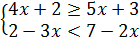 4x + 2 ≥ 5x + 3
2 - 3x < 7 - 2x